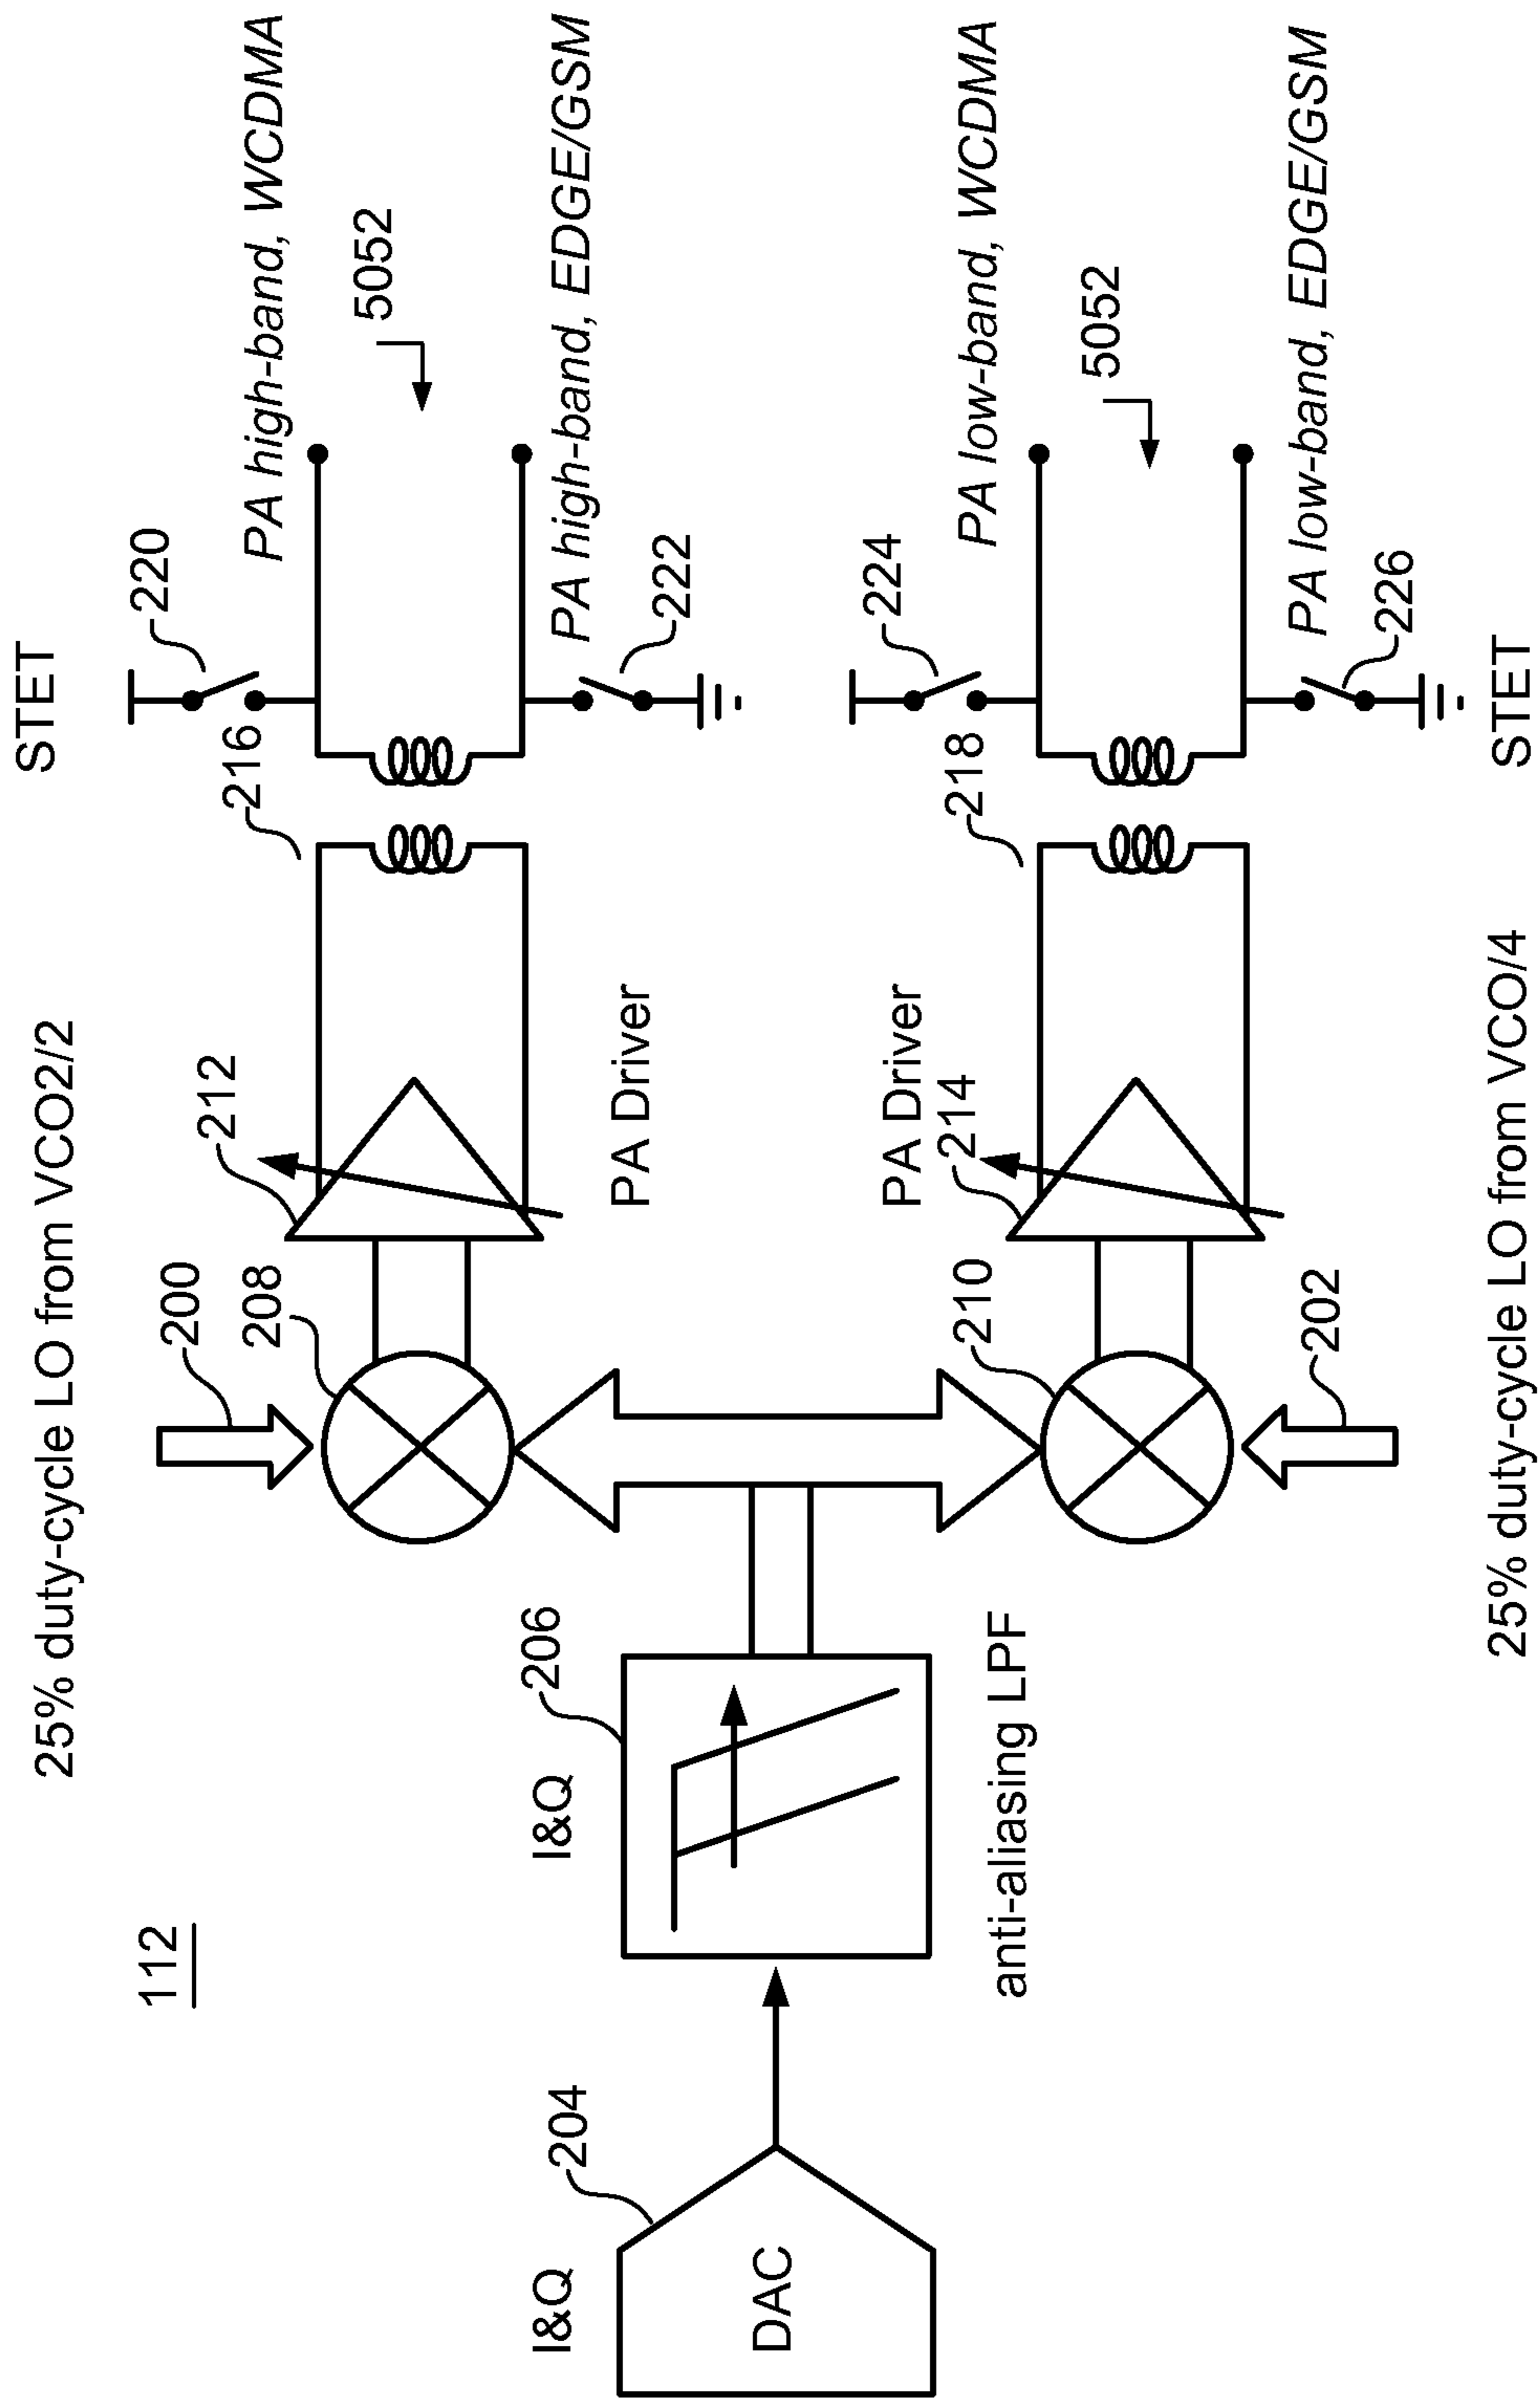 STET
25% duty-cycle LO from VCO2/2
112
220
PA high-band, WCDMA
200
212
216
208
5052
I&Q
204
DAC
I&Q
206
anti-aliasing LPF
PA Driver
222
PA high-band, EDGE/GSM
PA Driver
214
210
218
224
PA low-band, WCDMA
5052
202
226
PA low-band, EDGE/GSM
25% duty-cycle LO from VCO/4
STET